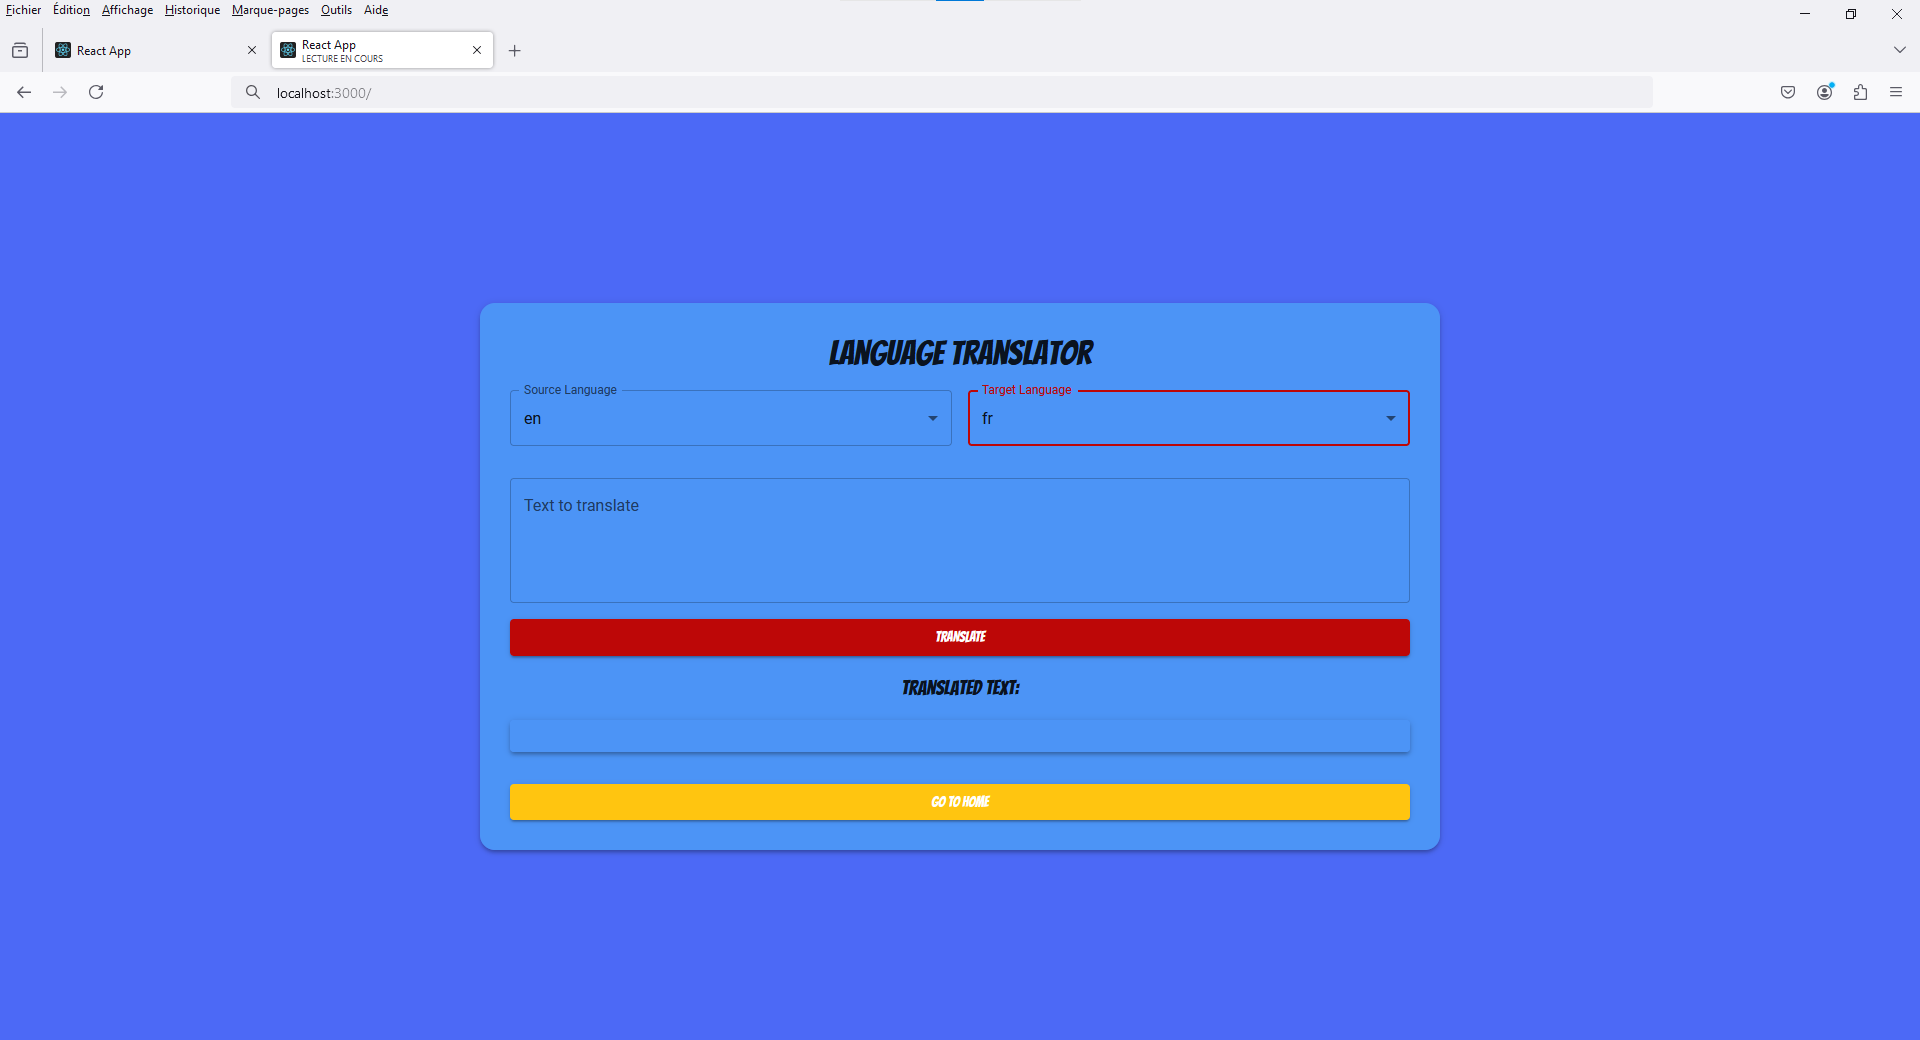 Fichier Édition Affichage Historique Marque-pages Outils Aide
React App
React App
LECTURE EN COURS
localhost:3000/
LANGUAGE TRANSLATOR
Source Language
en
Target Language
fr
Text to translate
TRANSLATE
TRANSLATED TEXT:
GO TO HOME